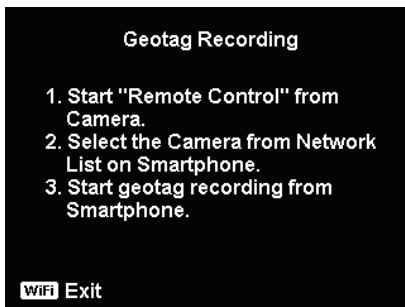 Geotag Recording
1. Start "Remote Control" from
Camera.
2. Select the Camera from Network
List on Smartphone.
3. Start geotag recording from
Smartphone.
WiFi Exit